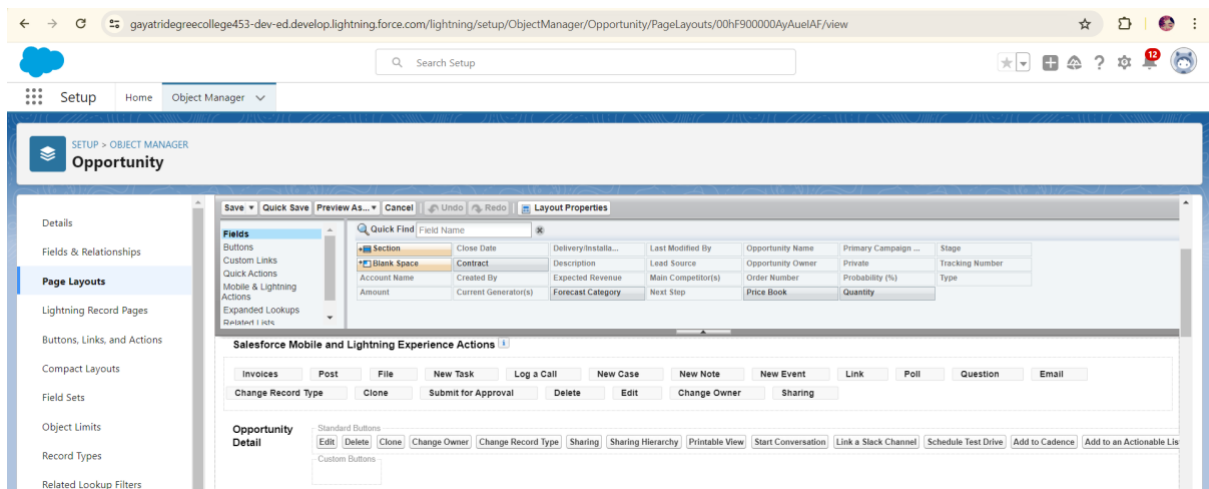 gayatridegreecollege453-dev-ed.develop.lightning.force.com/lightning/setup/ObjectManager/Opportunity/PageLayouts/00hF900000AyAuelAF/view
Search Setup
12
Setup Home Object Manager
SETUP > OBJECT MANAGER
Opportunity
Details
Fields & Relationships
Page Layouts
Lightning Record Pages
Buttons, Links, and Actions
Compact Layouts
Field Sets
Object Limits
Record Types
Related Lookup Filters
Save Quick Save Preview As... Cancel Undo Redo Layout Properties
Fields
Buttons
Custom Links
Quick Actions
Mobile & Lightning
Actions
Expanded Lookups
Related Lists
Quick Find Field Name
Section Close Date Delivery/Installa... Last Modified By Opportunity Name Primary Campaign ... Stage
Blank Space Contract Description Lead Source Opportunity Owner Private Tracking Number
Account Name Created By Expected Revenue Main Competitor(s) Order Number Probability (%) Type
Amount Current Generator(s) Forecast Category Next Step Price Book Quantity
Salesforce Mobile and Lightning Experience Actions i
Invoices Post File New Task Log a Call New Case New Note New Event Link Poll Question Email
Change Record Type Clone Submit for Approval Delete Edit Change Owner Sharing
Opportunity
Detail
Standard Buttons
Edit Delete Clone Change Owner Change Record Type Sharing Sharing Hierarchy Printable View Start Conversation Link a Slack Channel Schedule Test Drive Add to Cadence Add to an Actionable Lis
Custom Buttons